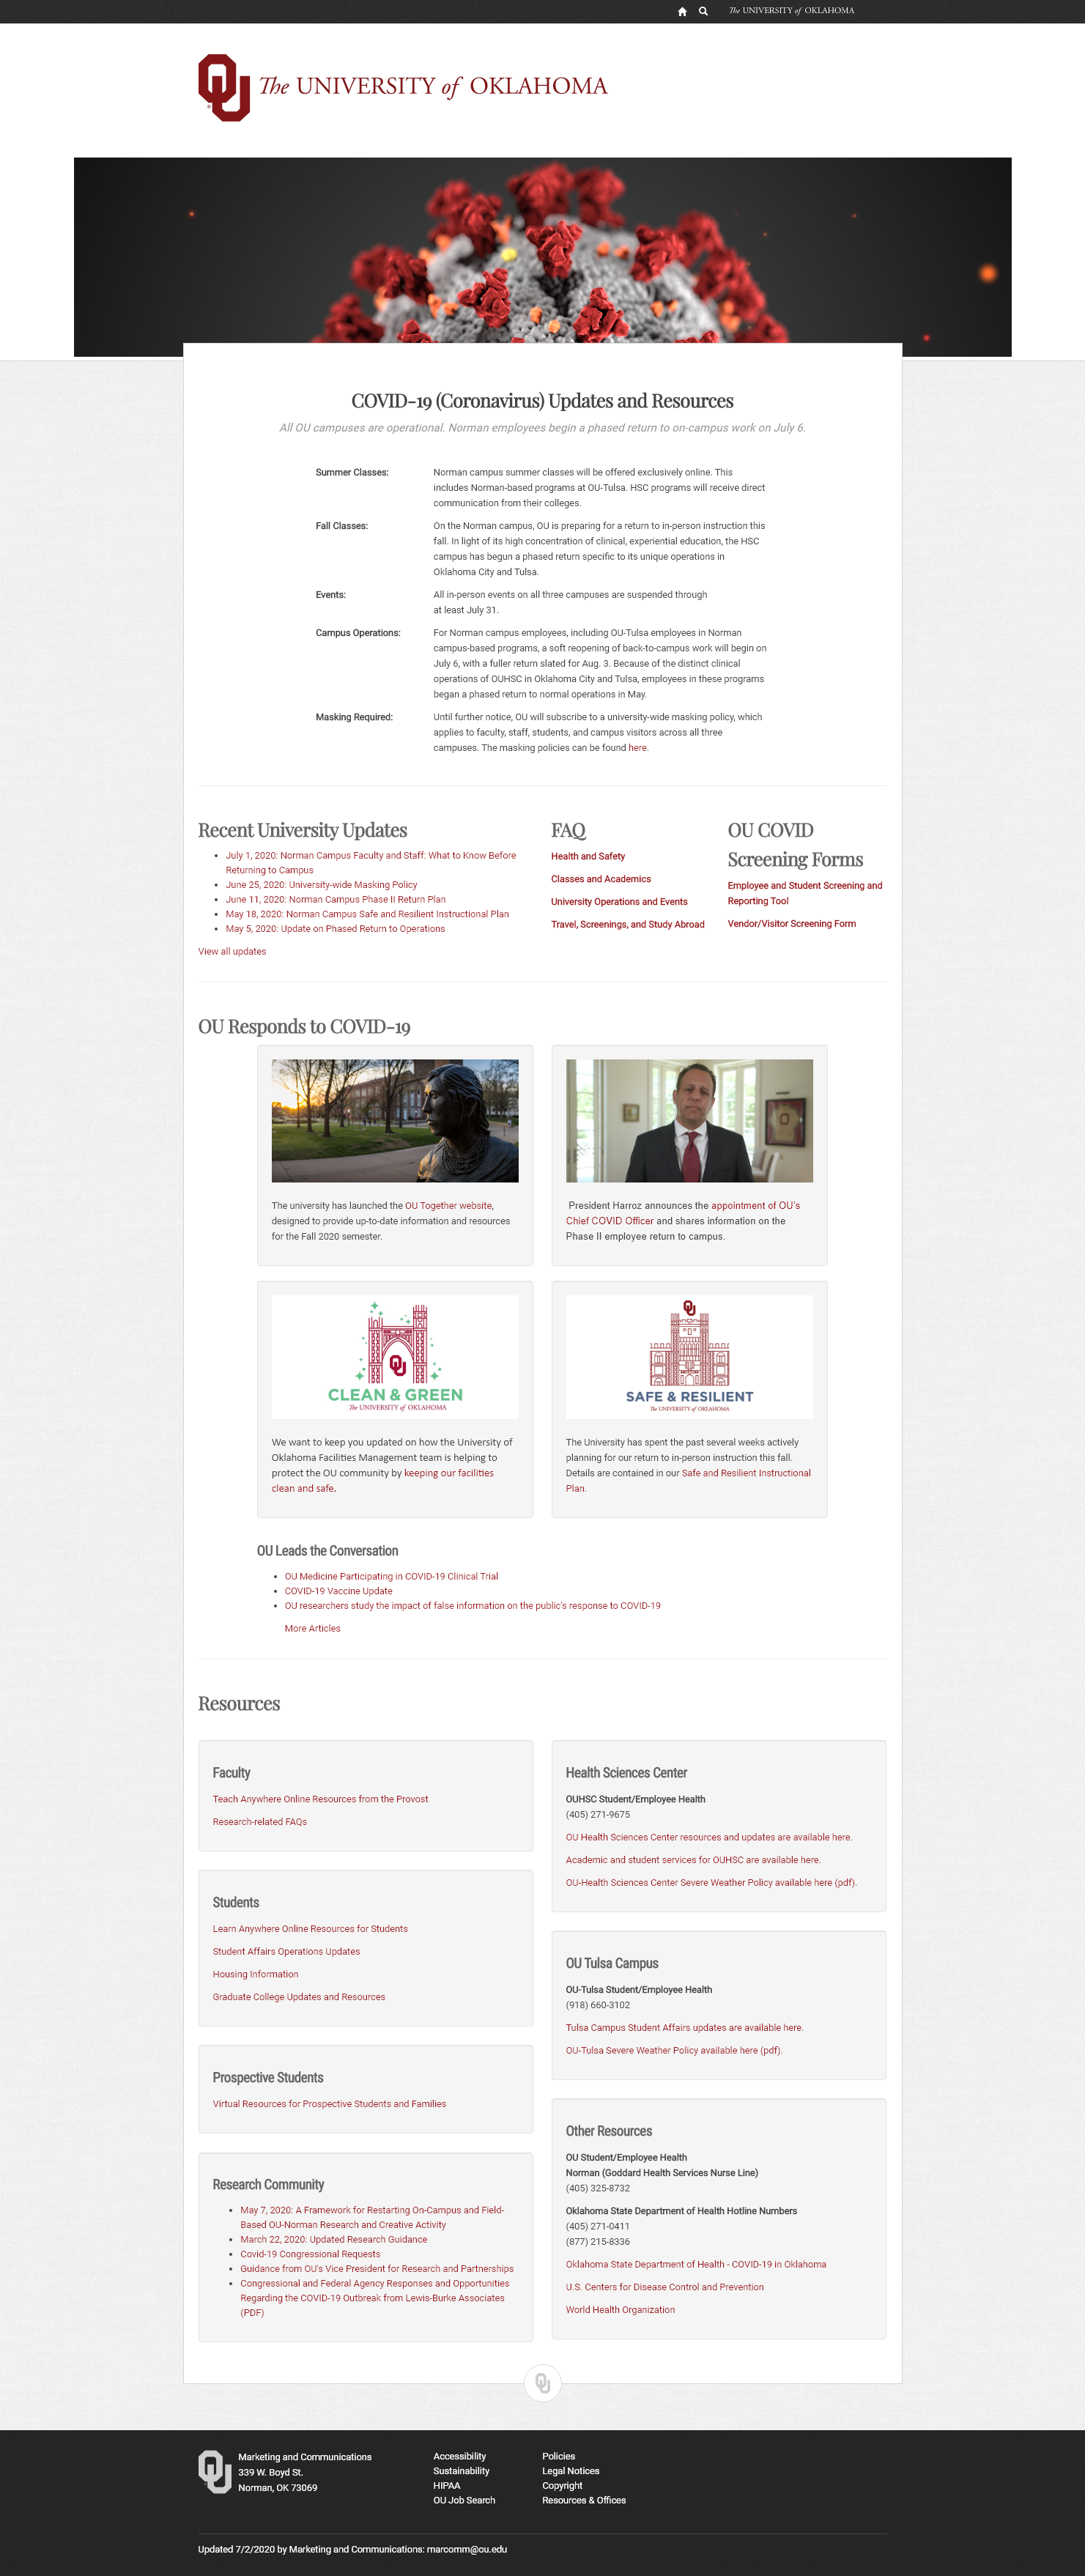 The UNIVERSITY of OKLAHOMA
OU The UNIVERSITY of OKLAHOMA
COVID-19 (Coronavirus) Updates and Resources
All OU campuses are operational. Norman employees begin a phased return to on-campus work on July 6.
Summer Classes:
Norman campus summer classes will be offered exclusively online. This
includes Norman-based programs at OU-Tulsa. HSC programs will receive direct
communication from their colleges.
Fall Classes:
On the Norman campus, OU is preparing for a return to in-person instruction this
fall. In light of its high concentration of clinical, experiential education, the HSC
campus has begun a phased return specific to its unique operations in
Oklahoma City and Tulsa.
Events:
All in-person events on all three campuses are suspended through
at least July 31.
Campus Operations:
For Norman campus employees, including OU-Tulsa employees in Norman
campus-based programs, a soft reopening of back-to-campus work will begin on
July 6, with a fuller return slated for Aug. 3. Because of the distinct clinical
operations of OUHSC in Oklahoma City and Tulsa, employees in these programs
began a phased return to normal operations in May.
Masking Required:
Until further notice, OU will subscribe to a university-wide masking policy, which
applies to faculty, staff, students, and campus visitors across all three
campuses. The masking policies can be found here.
Recent University Updates
July 1, 2020: Norman Campus Faculty and Staff: What to Know Before
Returning to Campus
June 25, 2020: University-wide Masking Policy
June 11, 2020: Norman Campus Phase II Return Plan
May 18, 2020: Norman Campus Safe and Resilient Instructional Plan
May 5, 2020: Update on Phased Return to Operations
View all updates
FAQ
Health and Safety
Classes and Academics
University Operations and Events
Travel, Screenings, and Study Abroad
OU COVID
Screening Forms
Employee and Student Screening and
Reporting Tool
Vendor/Visitor Screening Form
OU Responds to COVID-19
The university has launched the OU Together website,
designed to provide up-to-date information and resources
for the Fall 2020 semester.
President Harroz announces the appointment of OU's
Chief COVID Officer and shares information on the
Phase II employee return to campus.
OU
CLEAN & GREEN
The UNIVERSITY of OKLAHOMA
We want to keep you updated on how the University of
Oklahoma Facilities Management team is helping to
protect the OU community by keeping our facilities
clean and safe.
OU
SAFE & RESILIENT
The UNIVERSITY of OKLAHOMA
The University has spent the past several weeks actively
planning for our return to in-person instruction this fall.
Details are contained in our Safe and Resilient Instructional
Plan.
OU Leads the Conversation
OU Medicine Participating in COVID-19 Clinical Trial
COVID-19 Vaccine Update
OU researchers study the impact of false information on the public's response to COVID-19
More Articles
Resources
Faculty
Teach Anywhere Online Resources from the Provost
Research-related FAQs
Students
Learn Anywhere Online Resources for Students
Student Affairs Operations Updates
Housing Information
Graduate College Updates and Resources
Prospective Students
Virtual Resources for Prospective Students and Families
Research Community
May 7, 2020: A Framework for Restarting On-Campus and Field-
Based OU-Norman Research and Creative Activity
March 22, 2020: Updated Research Guidance
Covid-19 Congressional Requests
Guidance from OU's Vice President for Research and Partnerships
Congressional and Federal Agency Responses and Opportunities
Regarding the COVID-19 Outbreak from Lewis-Burke Associates
(PDF)
Health Sciences Center
OUHSC Student/Employee Health
(405) 271-9675
OU Health Sciences Center resources and updates are available here.
Academic and student services for OUHSC are available here.
OU-Health Sciences Center Severe Weather Policy available here (pdf).
OU Tulsa Campus
OU-Tulsa Student/Employee Health
(918) 660-3102
Tulsa Campus Student Affairs updates are available here.
OU-Tulsa Severe Weather Policy available here (pdf).
Other Resources
OU Student/Employee Health
Norman (Goddard Health Services Nurse Line)
(405) 325-8732
Oklahoma State Department of Health Hotline Numbers
(405) 271-0411
(877) 215-8336
Oklahoma State Department of Health - COVID-19 in Oklahoma
U.S. Centers for Disease Control and Prevention
World Health Organization
OU
OU
Marketing and Communications
339 W. Boyd St.
Norman, OK 73069
Accessibility
Sustainability
HIPAA
OU Job Search
Policies
Legal Notices
Copyright
Resources & Offices
Updated 7/2/2020 by Marketing and Communications: marcomm@ou.edu